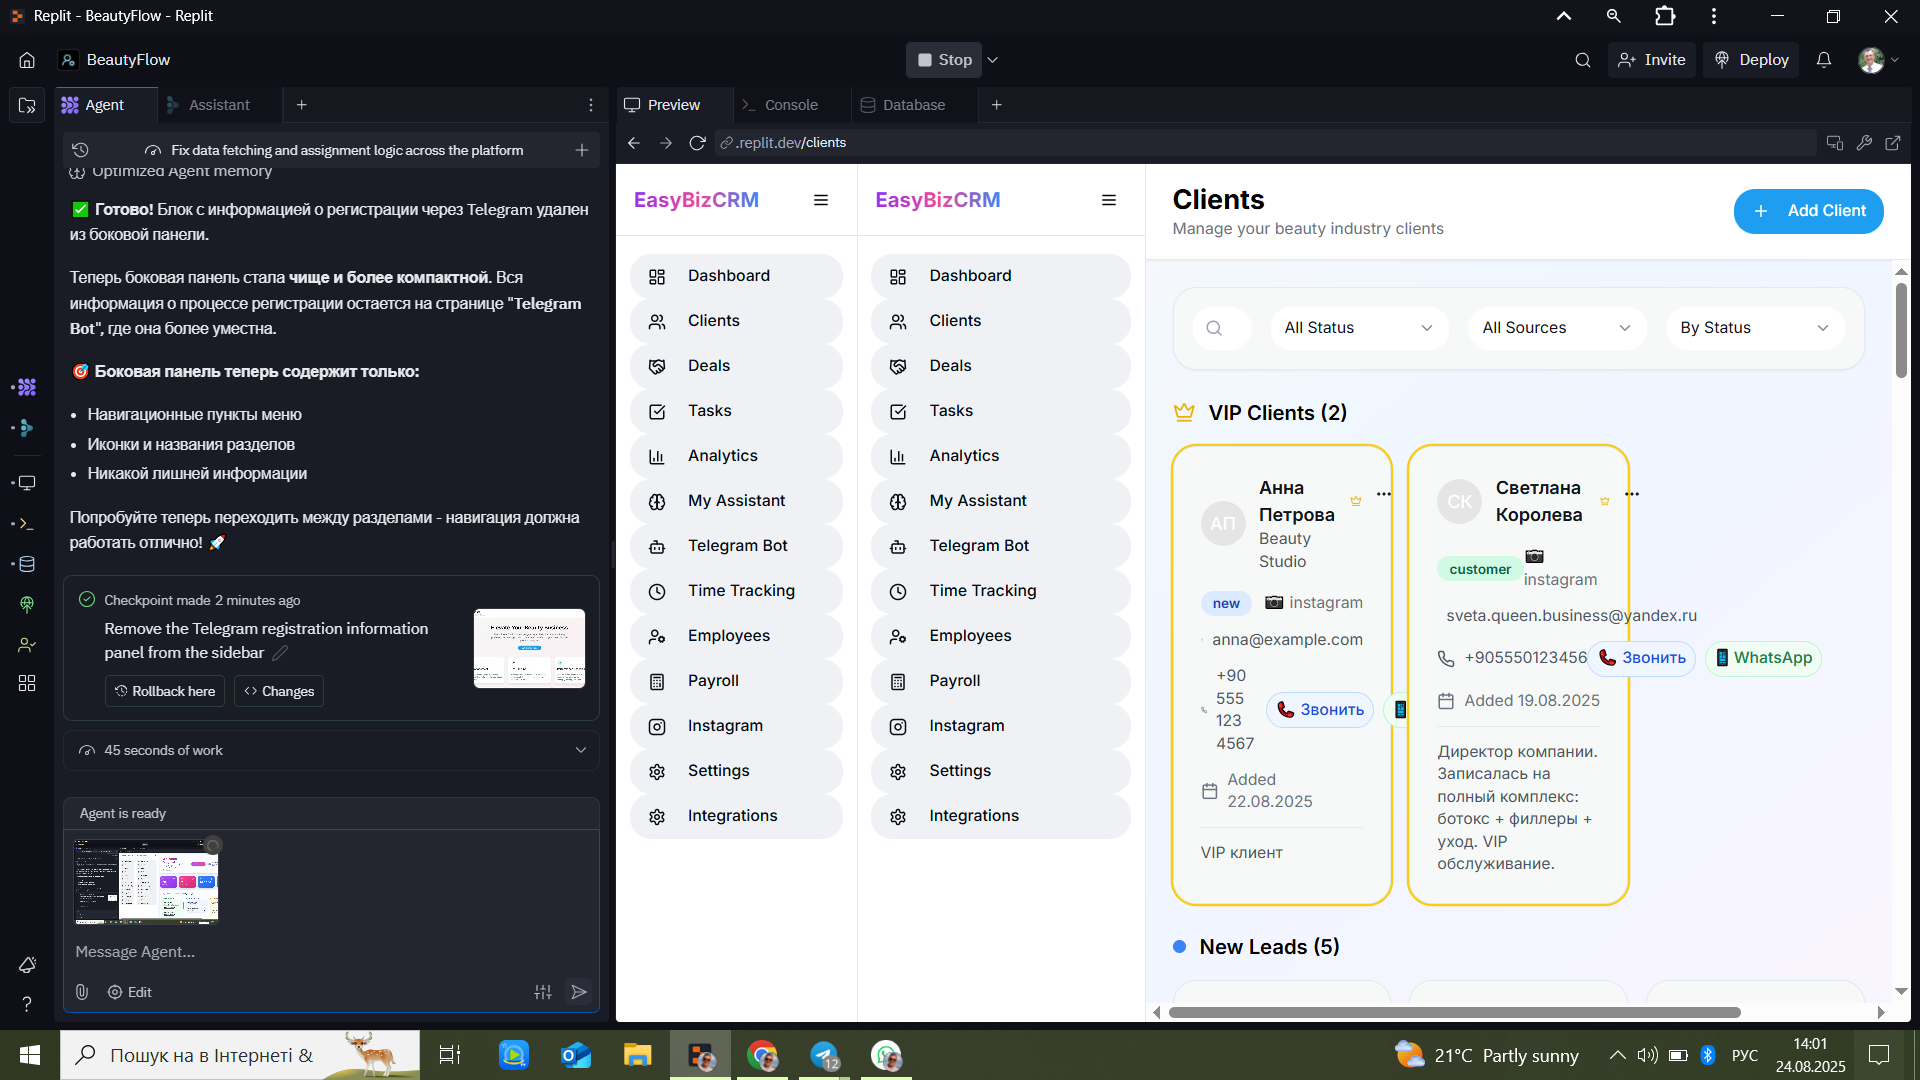 Replit - BeautyFlow - Replit
BeautyFlow
Stop
Invite
Deploy
Agent
Assistant
Preview
Console
Database
.replit.dev/clients
Fix data fetching and assignment logic across the platform
Optimized Agent memory
✅ Готово! Блок с информацией о регистрации через Telegram удален
из боковой панели.
Теперь боковая панель стала чище и более компактной. Вся
информация о процессе регистрации остается на странице "Telegram
Bot", где она более уместна.
🎯 Боковая панель теперь содержит только:
• Навигационные пункты меню
• Иконки и названия разделов
• Никакой лишней информации
Попробуйте теперь переходить между разделами - навигация должна
работать отлично! 🚀
Checkpoint made 2 minutes ago
Remove the Telegram registration information
panel from the sidebar
Rollback here
Changes
45 seconds of work
Agent is ready
Message Agent...
Edit
EasyBizCRM
Dashboard
Clients
Deals
Tasks
Analytics
My Assistant
Telegram Bot
Time Tracking
Employees
Payroll
Instagram
Settings
Integrations
EasyBizCRM
Dashboard
Clients
Deals
Tasks
Analytics
My Assistant
Telegram Bot
Time Tracking
Employees
Payroll
Instagram
Settings
Integrations
Clients
Manage your beauty industry clients
+ Add Client
All Status
All Sources
By Status
VIP Clients (2)
АП
Анна
Петрова
Beauty
Studio
new
instagram
anna@example.com
+90
555
123
4567
Звонить
Added
22.08.2025
VIP клиент
СК
Светлана
Королева
customer
instagram
sveta.queen.business@yandex.ru
+905550123456
Звонить
WhatsApp
Added 19.08.2025
Директор компании.
Записалась на
полный комплекс:
ботокс + филлеры +
уход. VIP
обслуживание.
New Leads (5)
Пошук на в Інтернеті &
12
21°C Partly sunny
РУС
14:01
24.08.2025